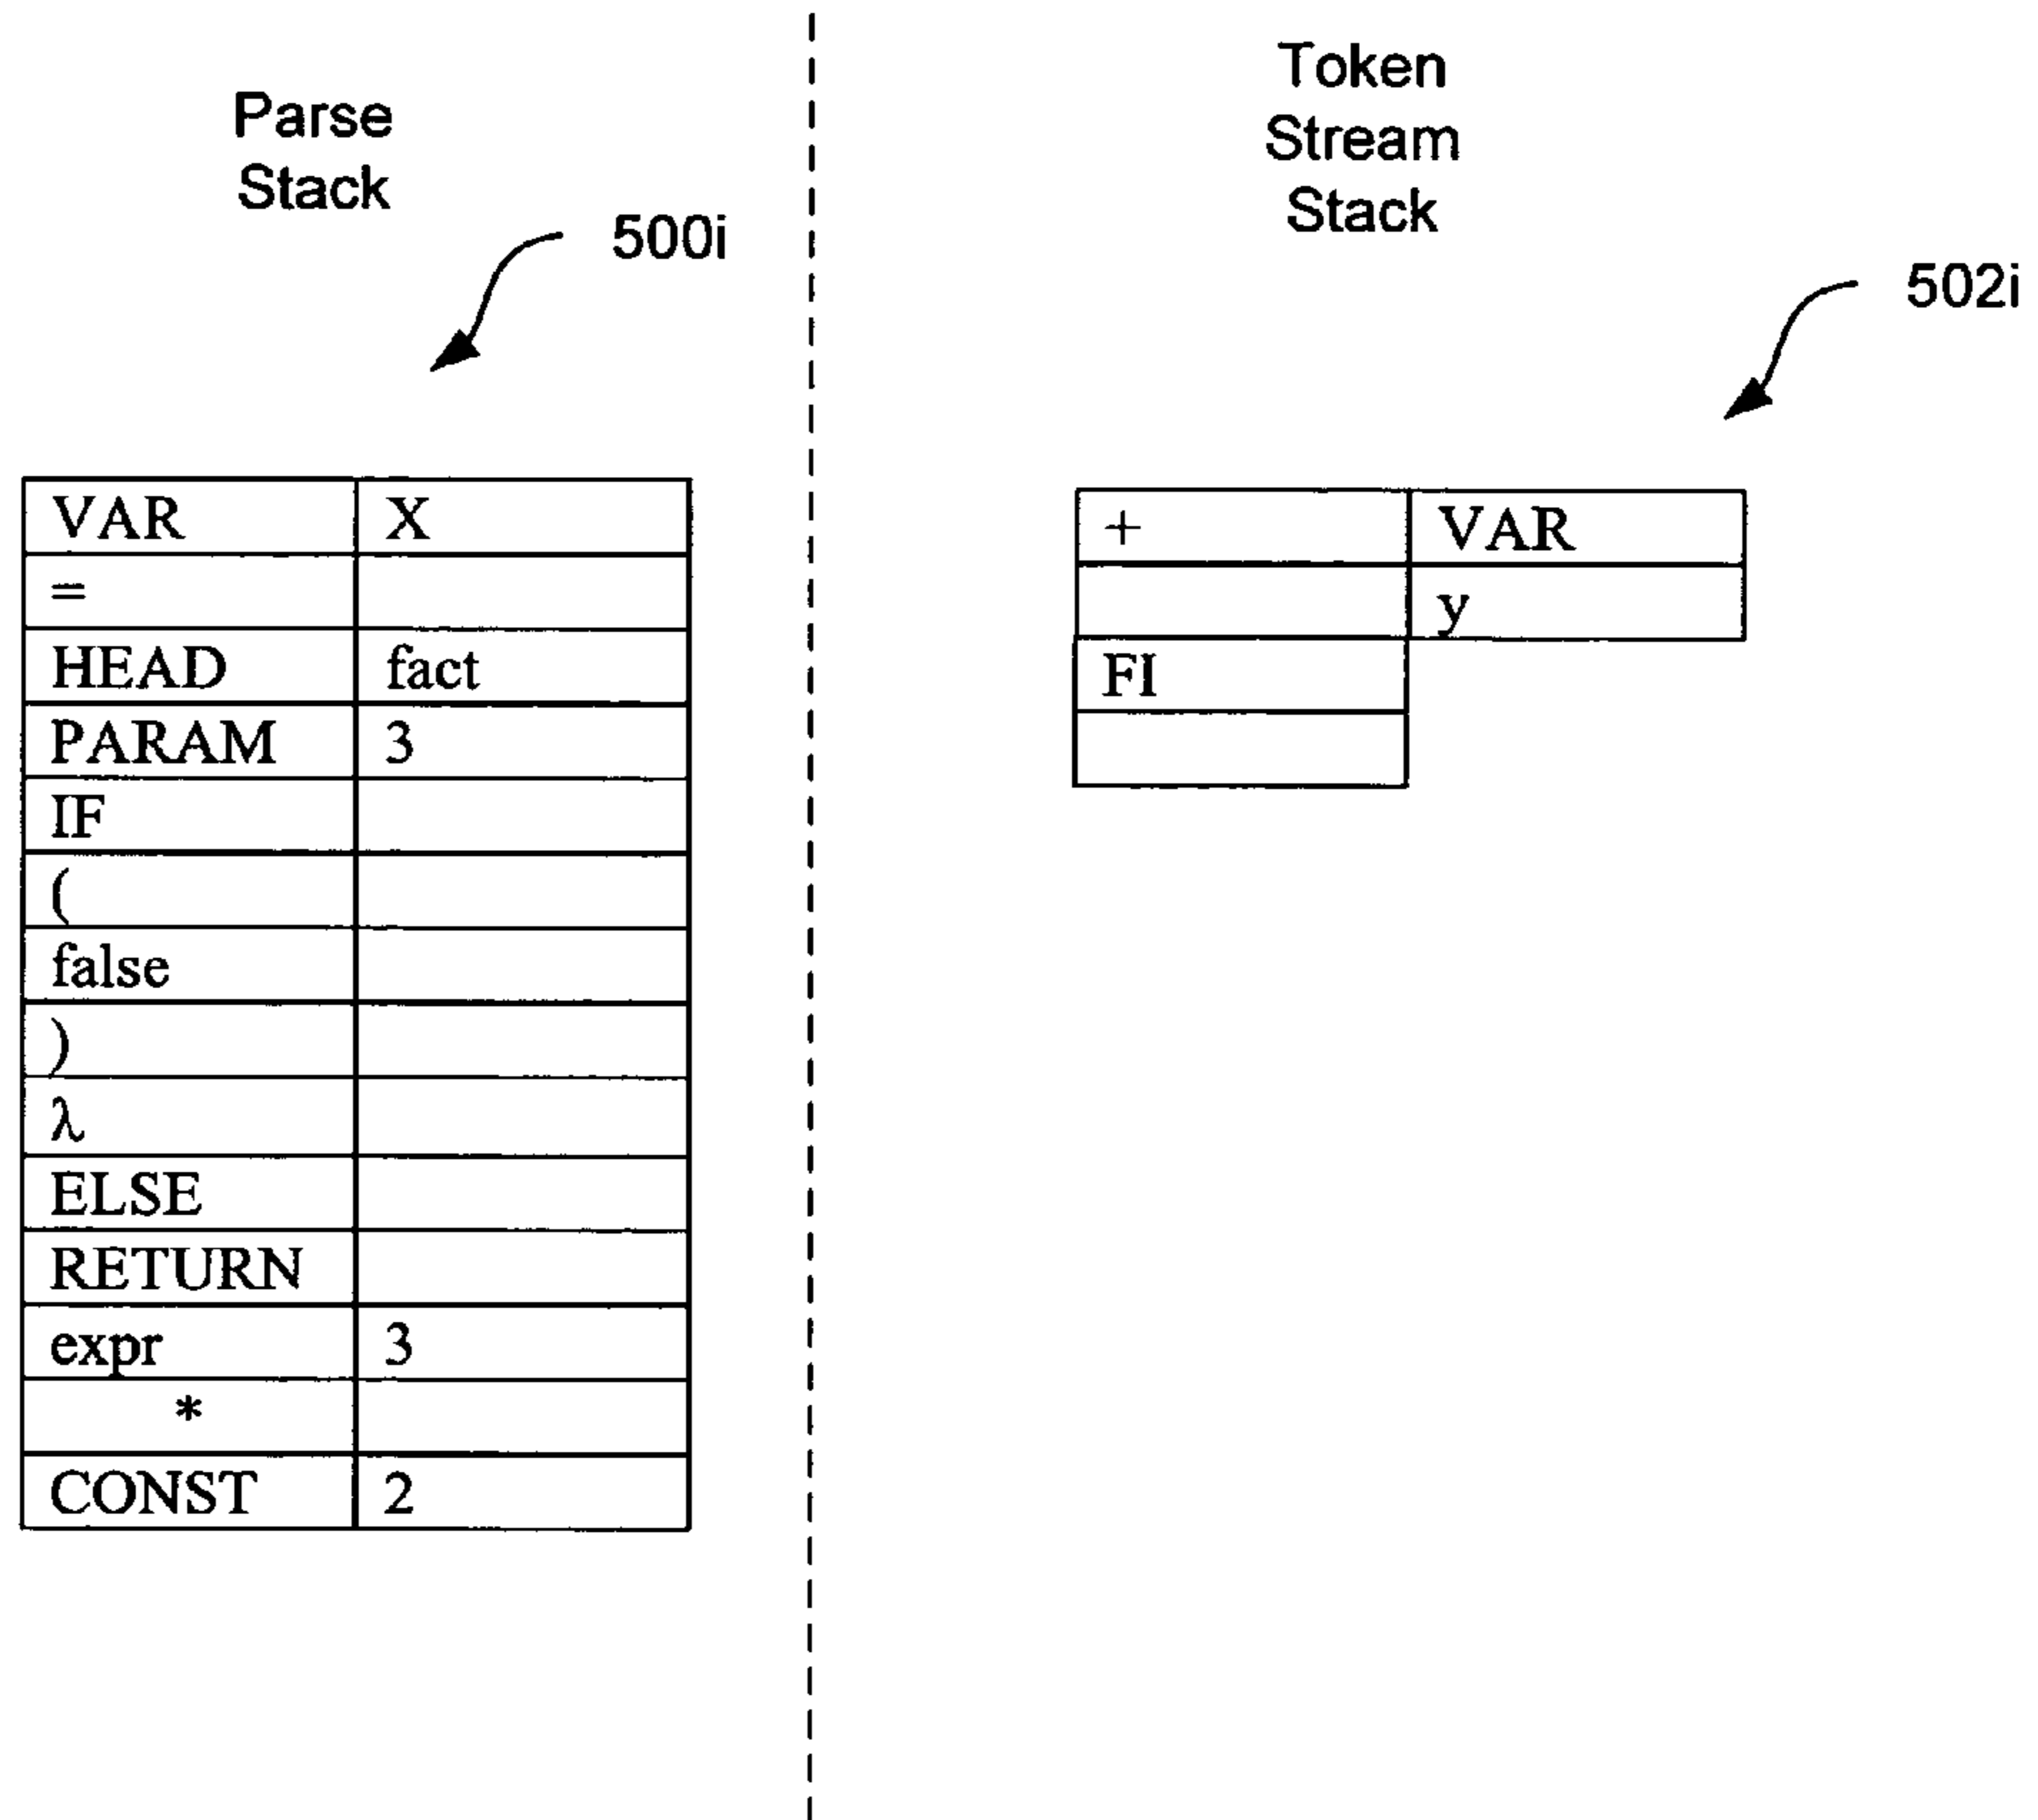 Parse
Stack
500i
VAR X
=
HEAD fact
PARAM 3
IF
(
false
)
λ
ELSE
RETURN
expr 3
*
CONST 2
Token
Stream
Stack
502i
+ VAR
y
FI